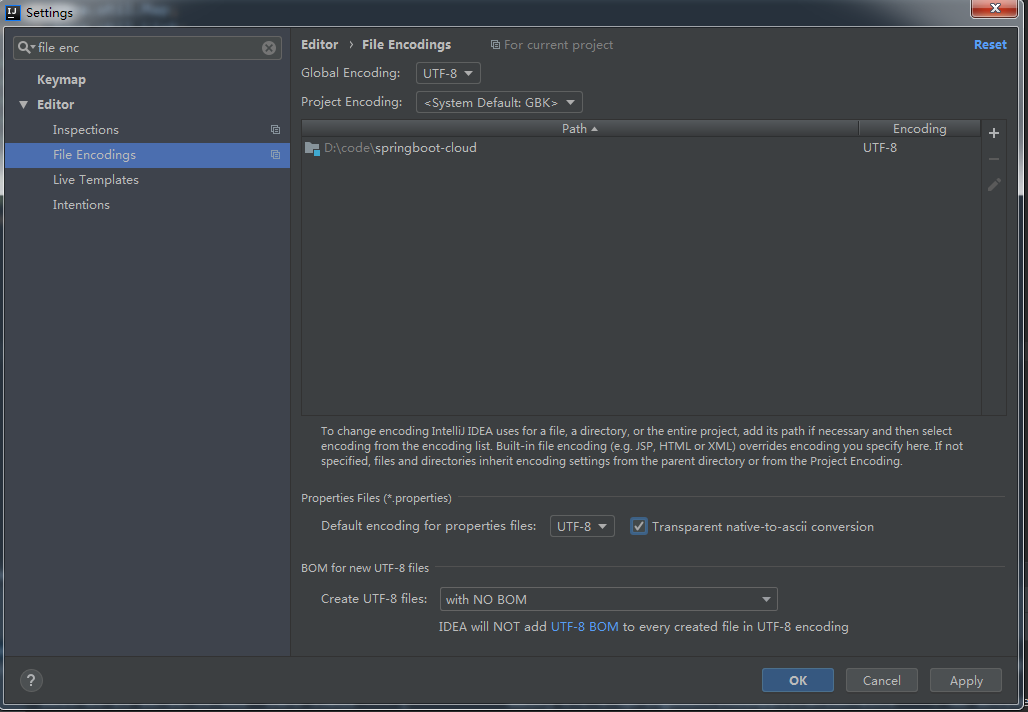 Settings
file enc
Keymap
Editor
Inspections
File Encodings
Live Templates
Intentions
Editor › File Encodings For current project Reset
Global Encoding: UTF-8
Project Encoding: <System Default: GBK>
Path Encoding
D:\code\springboot-cloud UTF-8
To change encoding IntelliJ IDEA uses for a file, a directory, or the entire project, add its path if necessary and then select
encoding from the encoding list. Built-in file encoding (e.g. JSP, HTML or XML) overrides encoding you specify here. If not
specified, files and directories inherit encoding settings from the parent directory or from the Project Encoding.
Properties Files (*.properties)
Default encoding for properties files: UTF-8 Transparent native-to-ascii conversion
BOM for new UTF-8 files
Create UTF-8 files: with NO BOM
IDEA will NOT add UTF-8 BOM to every created file in UTF-8 encoding
? OK Cancel Apply